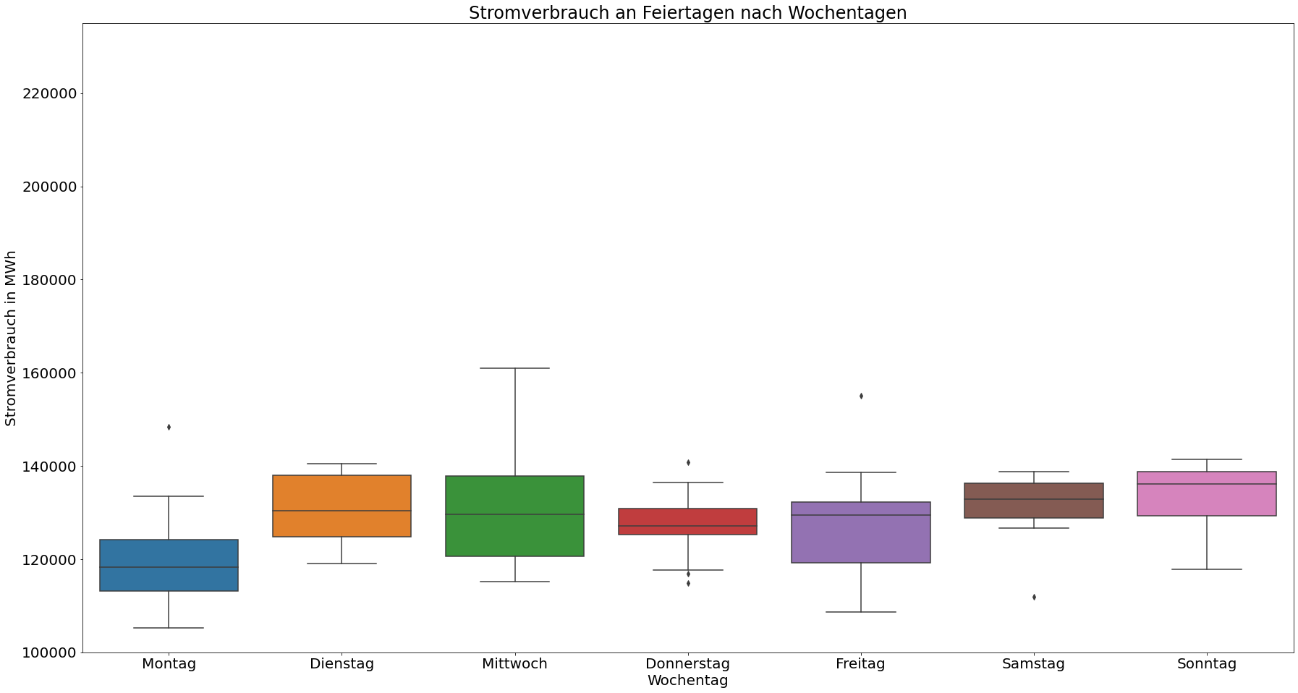 Stromverbrauch an Feiertagen nach Wochentagen
Stromverbrauch in MWh
220000
200000
180000
160000
140000
120000
100000
Montag Dienstag Mittwoch Donnerstag Freitag Samstag Sonntag
Wochentag